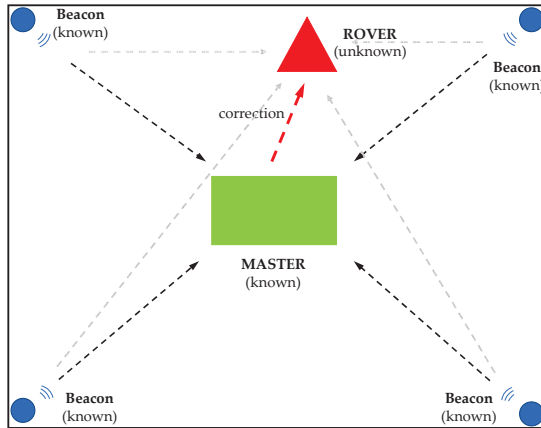 Beacon
(known)
ROVER
(unknown)
Beacon
(known)
correction
MASTER
(known)
Beacon
(known)
Beacon
(known)